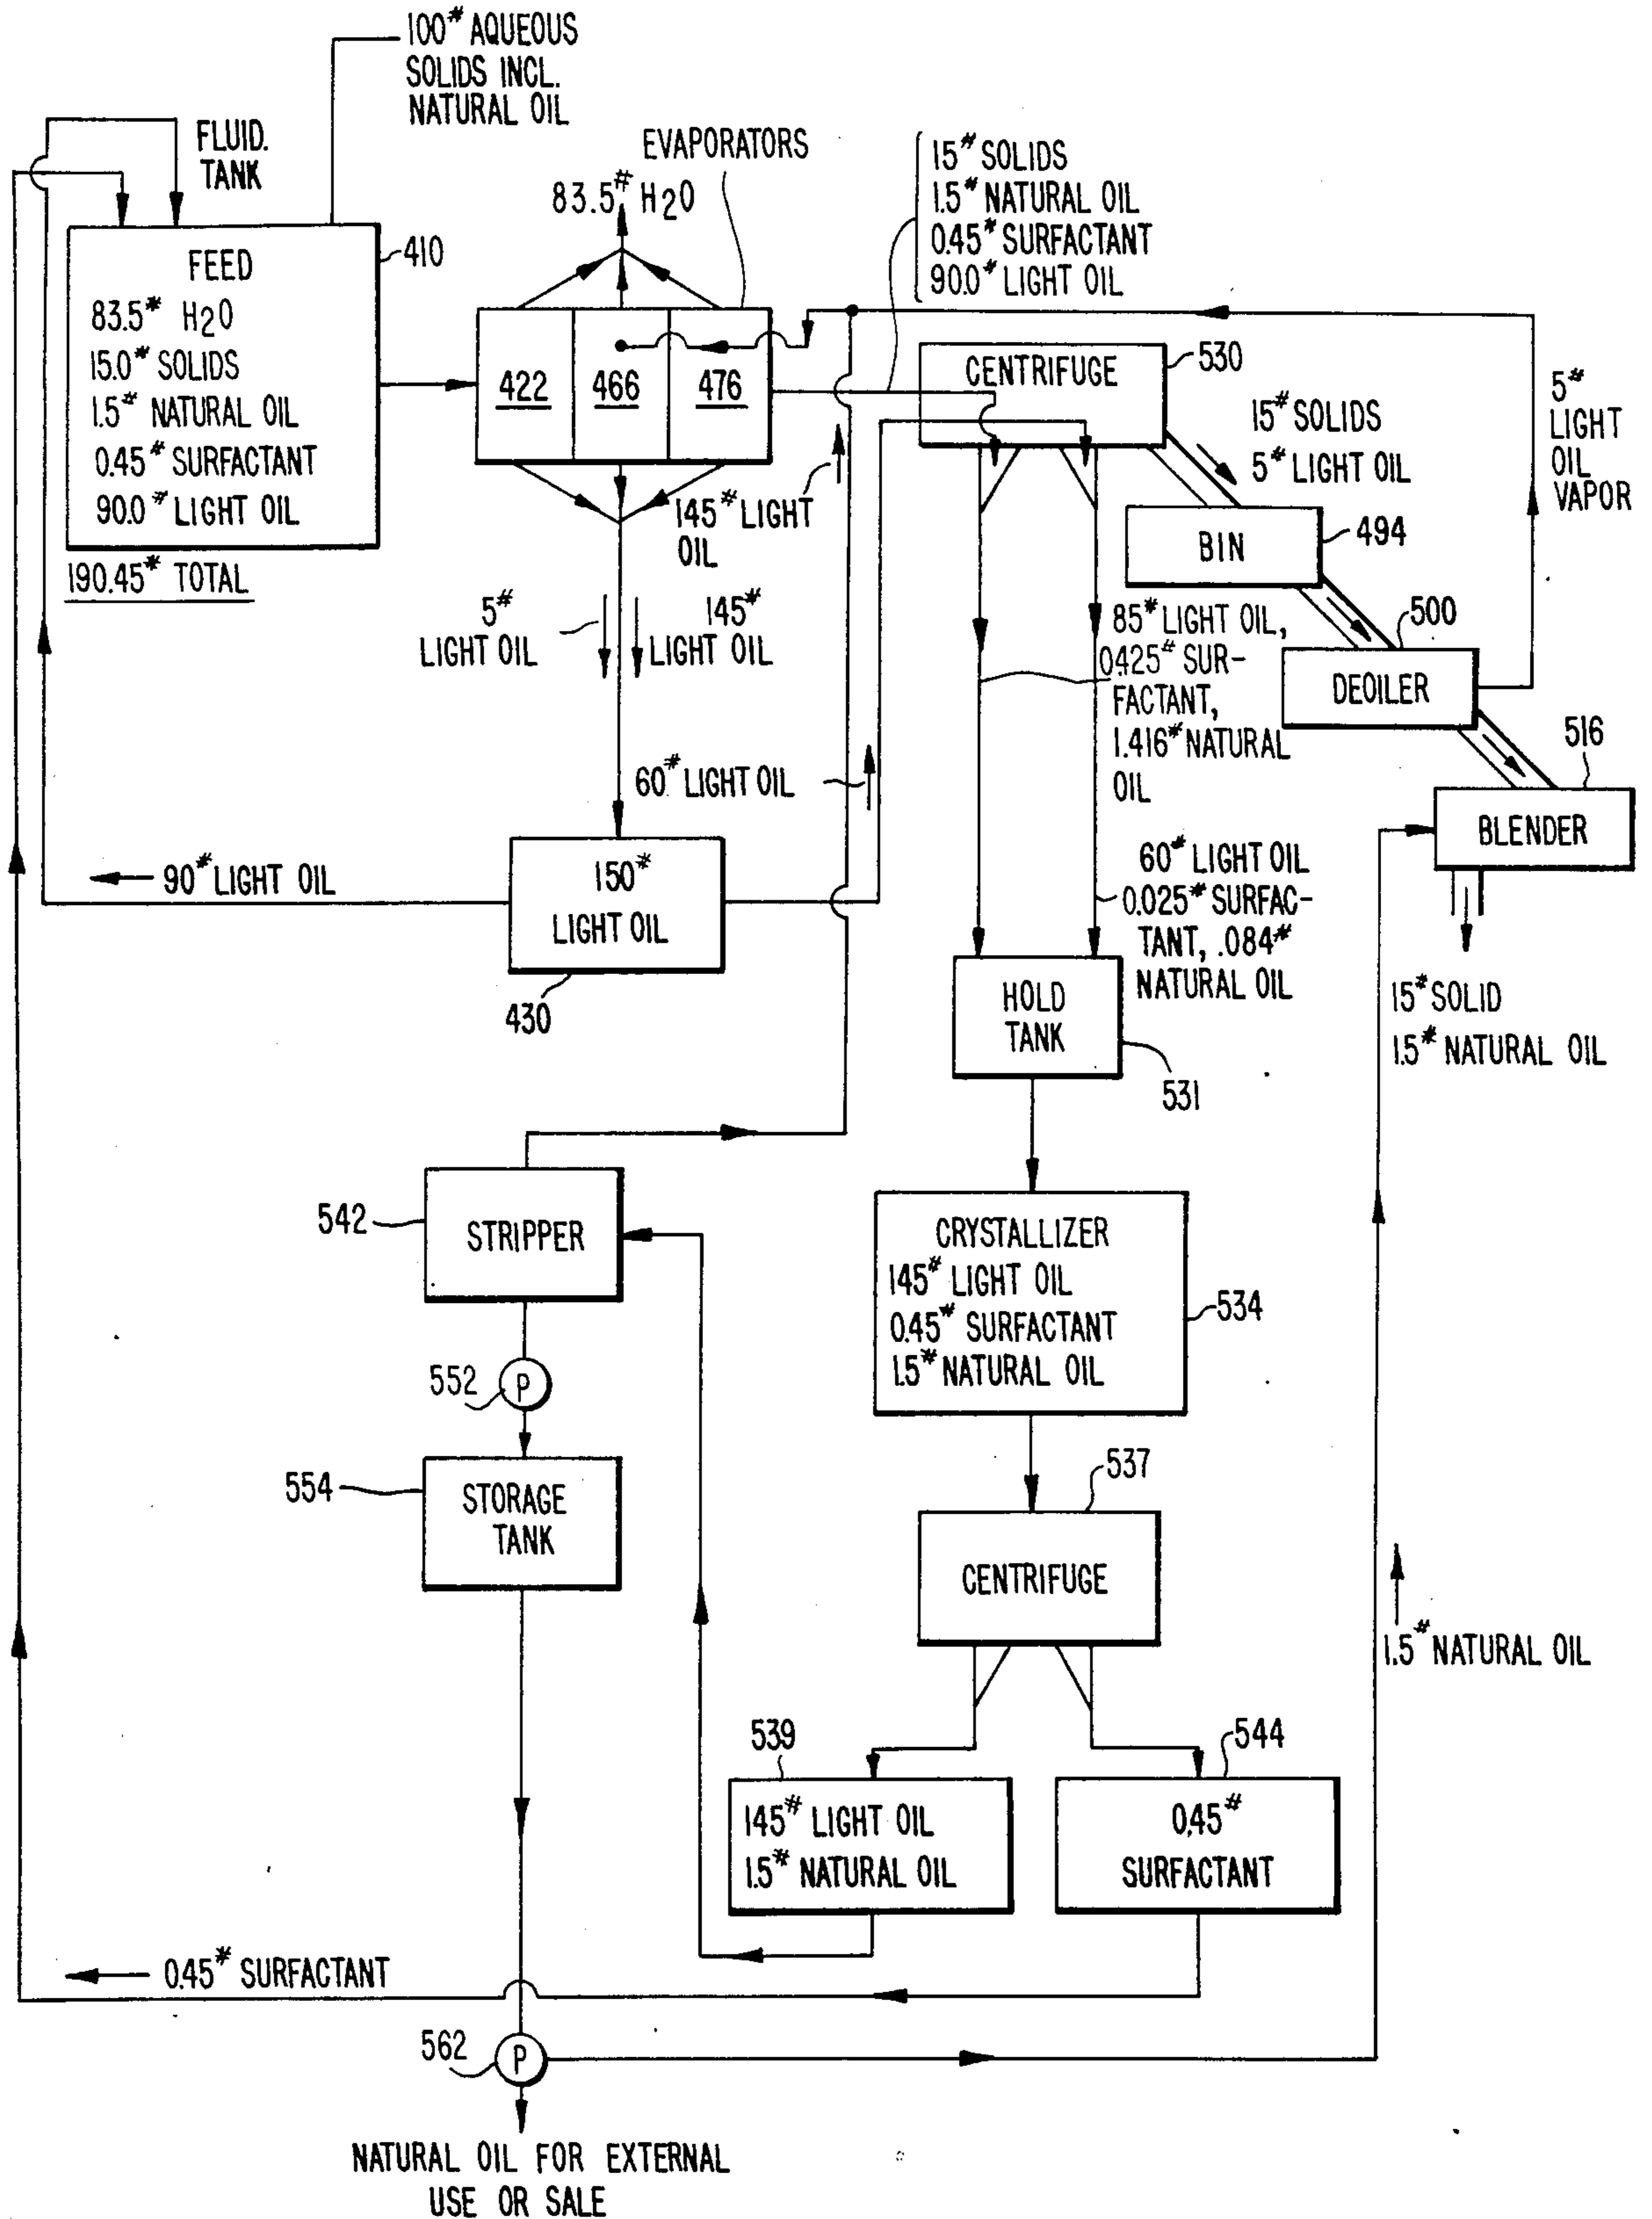 100# AQUEOUS
SOLIDS INCL.
NATURAL OIL
FLUID.
TANK
EVAPORATORS
83.5# H2O
15# SOLIDS
1.5# NATURAL OIL
0.45# SURFACTANT
90.0# LIGHT OIL
410
FEED
83.5# H2O
15.0# SOLIDS
1.5# NATURAL OIL
0.45# SURFACTANT
90.0# LIGHT OIL
190.45# TOTAL
422
466
476
CENTRIFUGE
530
15# SOLIDS
5# LIGHT OIL
5#
LIGHT
OIL
VAPOR
145# LIGHT
OIL
BIN
494
5#
LIGHT OIL
145#
LIGHT OIL
85# LIGHT OIL,
0.425# SUR-
FACTANT,
1.416# NATURAL
OIL
500
DEOILER
516
BLENDER
60# LIGHT OIL
90# LIGHT OIL
150#
LIGHT OIL
430
60# LIGHT OIL
0.025# SURFAC-
TANT, .084#
NATURAL OIL
HOLD
TANK
531
15# SOLID
1.5# NATURAL OIL
542
STRIPPER
CRYSTALLIZER
145# LIGHT OIL
0.45# SURFACTANT
1.5# NATURAL OIL
534
552
P
554
STORAGE
TANK
537
CENTRIFUGE
1.5# NATURAL OIL
539
145# LIGHT OIL
1.5# NATURAL OIL
544
0.45#
SURFACTANT
0.45# SURFACTANT
562
P
NATURAL OIL FOR EXTERNAL
USE OR SALE